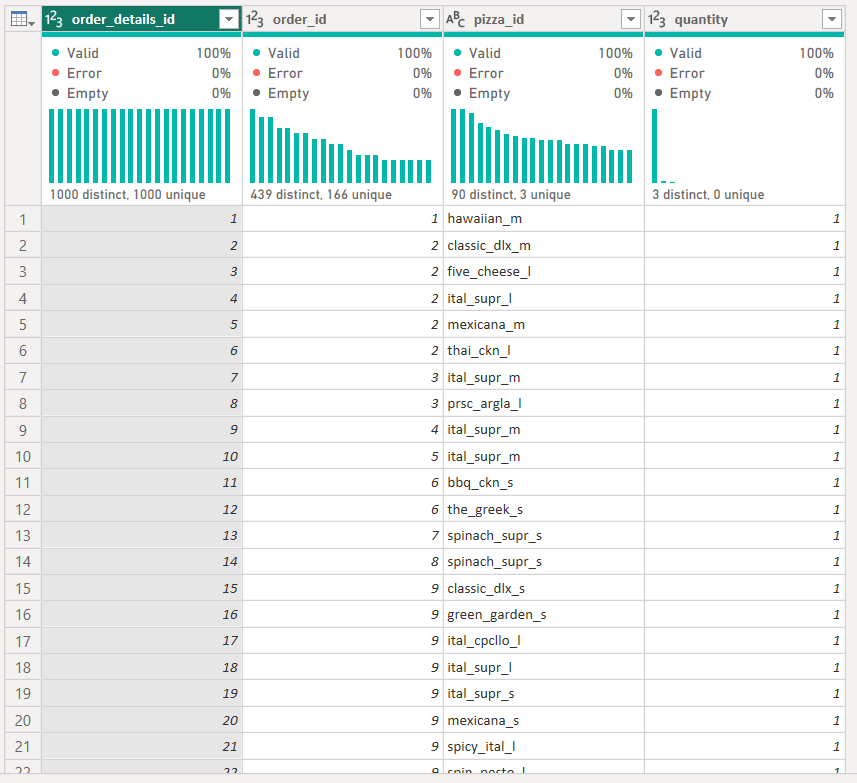 1²3 order_details_id 1²3 order_id ABC pizza_id 1²3 quantity
Valid 100% Valid 100% Valid 100% Valid 100%
Error 0% Error 0% Error 0% Error 0%
Empty 0% Empty 0% Empty 0% Empty 0%
1000 distinct, 1000 unique 439 distinct, 166 unique 90 distinct, 3 unique 3 distinct, 0 unique
1 1 1 hawaiian_m 1
2 2 2 classic_dlx_m 1
3 3 2 five_cheese_l 1
4 4 2 ital_supr_l 1
5 5 2 mexicana_m 1
6 6 2 thai_ckn_l 1
7 7 3 ital_supr_m 1
8 8 3 prsc_argla_l 1
9 9 4 ital_supr_m 1
10 10 5 ital_supr_m 1
11 11 6 bbq_ckn_s 1
12 12 6 the_greek_s 1
13 13 7 spinach_supr_s 1
14 14 8 spinach_supr_s 1
15 15 9 classic_dlx_s 1
16 16 9 green_garden_s 1
17 17 9 ital_cpcllo_l 1
18 18 9 ital_supr_l 1
19 19 9 ital_supr_s 1
20 20 9 mexicana_s 1
21 21 9 spicy_ital_l 1
22 22 9 spin_pesto_l 1